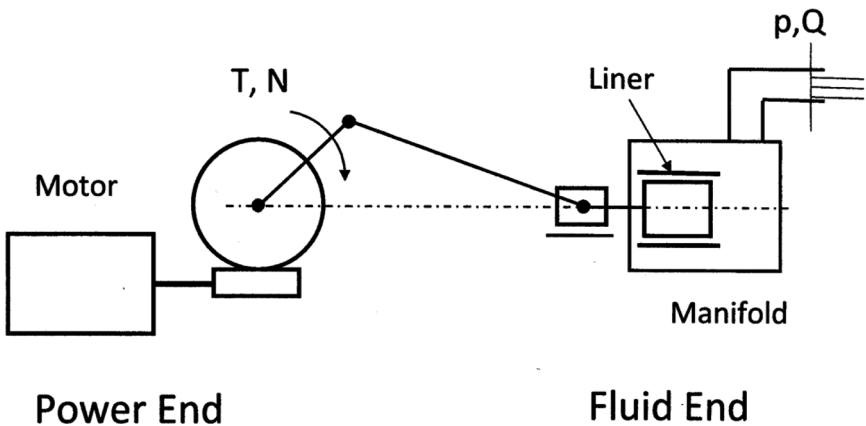 p,Q
T, N
Liner
Motor
Manifold
Power End
Fluid End